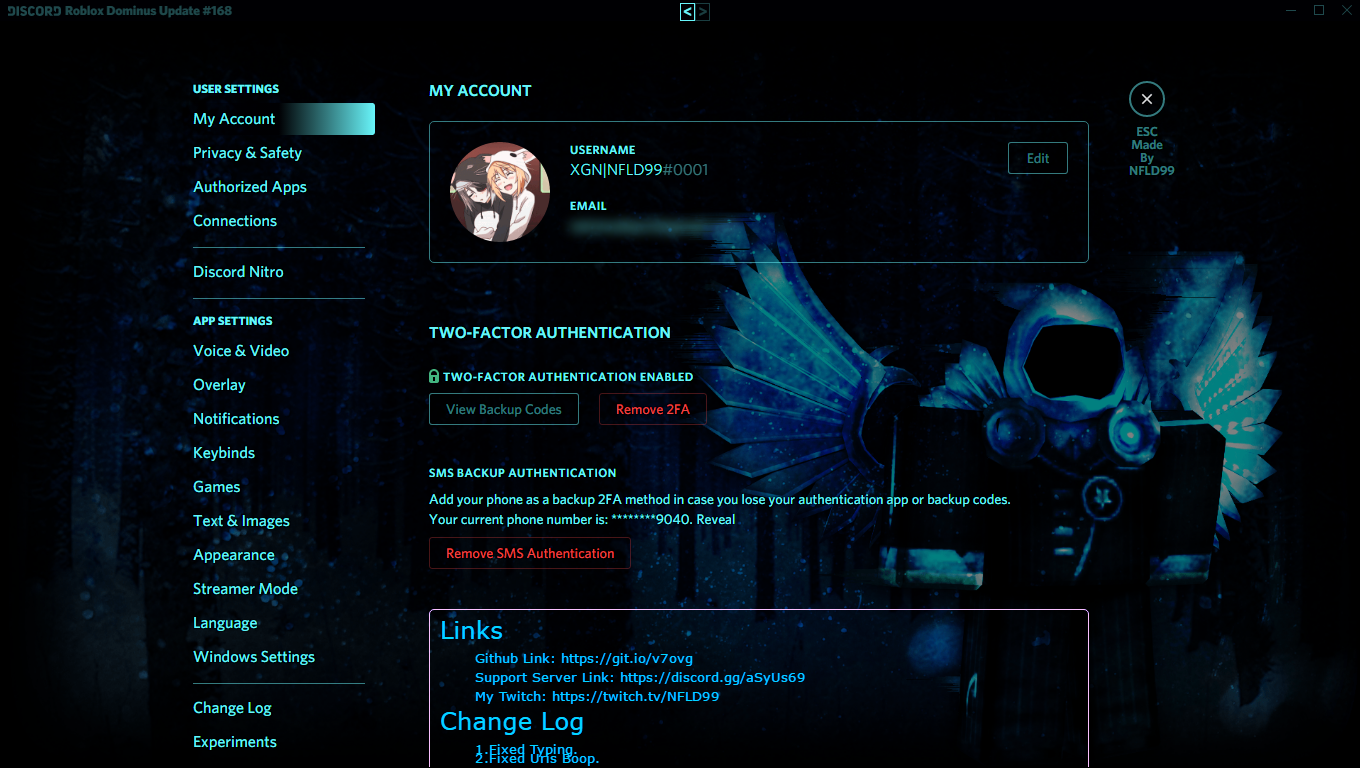 DISCORD Roblox Dominus Update #168
< >
USER SETTINGS
My Account
Privacy & Safety
Authorized Apps
Connections
Discord Nitro
APP SETTINGS
Voice & Video
Overlay
Notifications
Keybinds
Games
Text & Images
Appearance
Streamer Mode
Language
Windows Settings
Change Log
Experiments
MY ACCOUNT
USERNAME
XGN|NFLD99#0001
Edit
EMAIL
ESC
Made
By
NFLD99
TWO-FACTOR AUTHENTICATION
TWO-FACTOR AUTHENTICATION ENABLED
View Backup Codes
Remove 2FA
SMS BACKUP AUTHENTICATION
Add your phone as a backup 2FA method in case you lose your authentication app or backup codes.
Your current phone number is: ********9040. Reveal
Remove SMS Authentication
Links
Github Link: https://git.io/v7ovg
Support Server Link: https://discord.gg/aSyUs69
My Twitch: https://twitch.tv/NFLD99
Change Log
1.Fixed Typing.
2.Fixed Urls Boop.